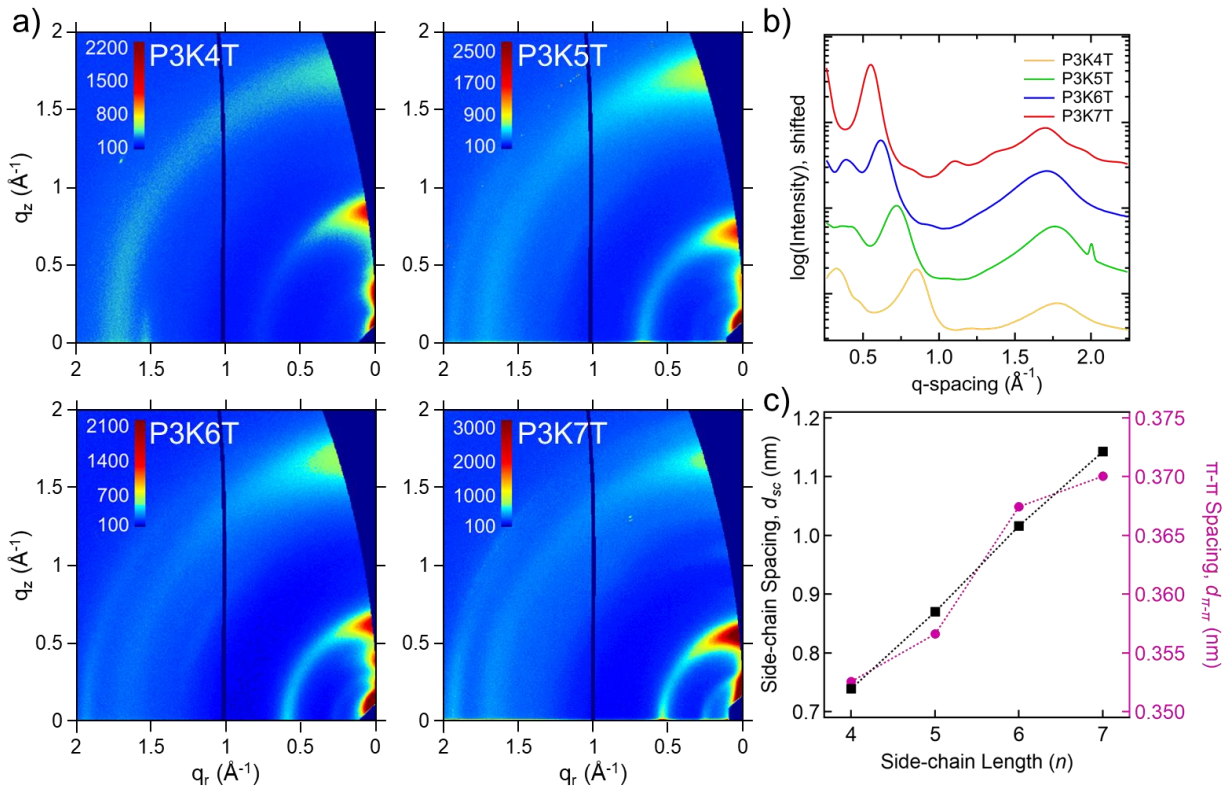 a)
2 1.5 1 0.5 0
2200
1500
800
100
P3K4T
2
1.5
1
0.5
0
qz (Å-1)
2 1.5 1 0.5 0
2 1.5 1 0.5 0
2500
1700
900
100
P3K5T
2 1.5 1 0.5 0
2100
1400
700
100
P3K6T
2
1.5
1
0.5
0
qz (Å-1)
2 1.5 1 0.5 0
qr (Å-1)
3000
2000
1000
100
P3K7T
2 1.5 1 0.5 0
qr (Å-1)
b)
log(Intensity), shifted
P3K4T
P3K5T
P3K6T
P3K7T
0.5 1.0 1.5 2.0
q-spacing (Å-1)
c)
Side-chain Spacing, dsc (nm)
1.2
1.1
1.0
0.9
0.8
0.7
0.375
0.370
0.365
0.360
0.355
0.350
π-π Spacing, dπ-π (nm)
4 5 6 7
Side-chain Length (n)